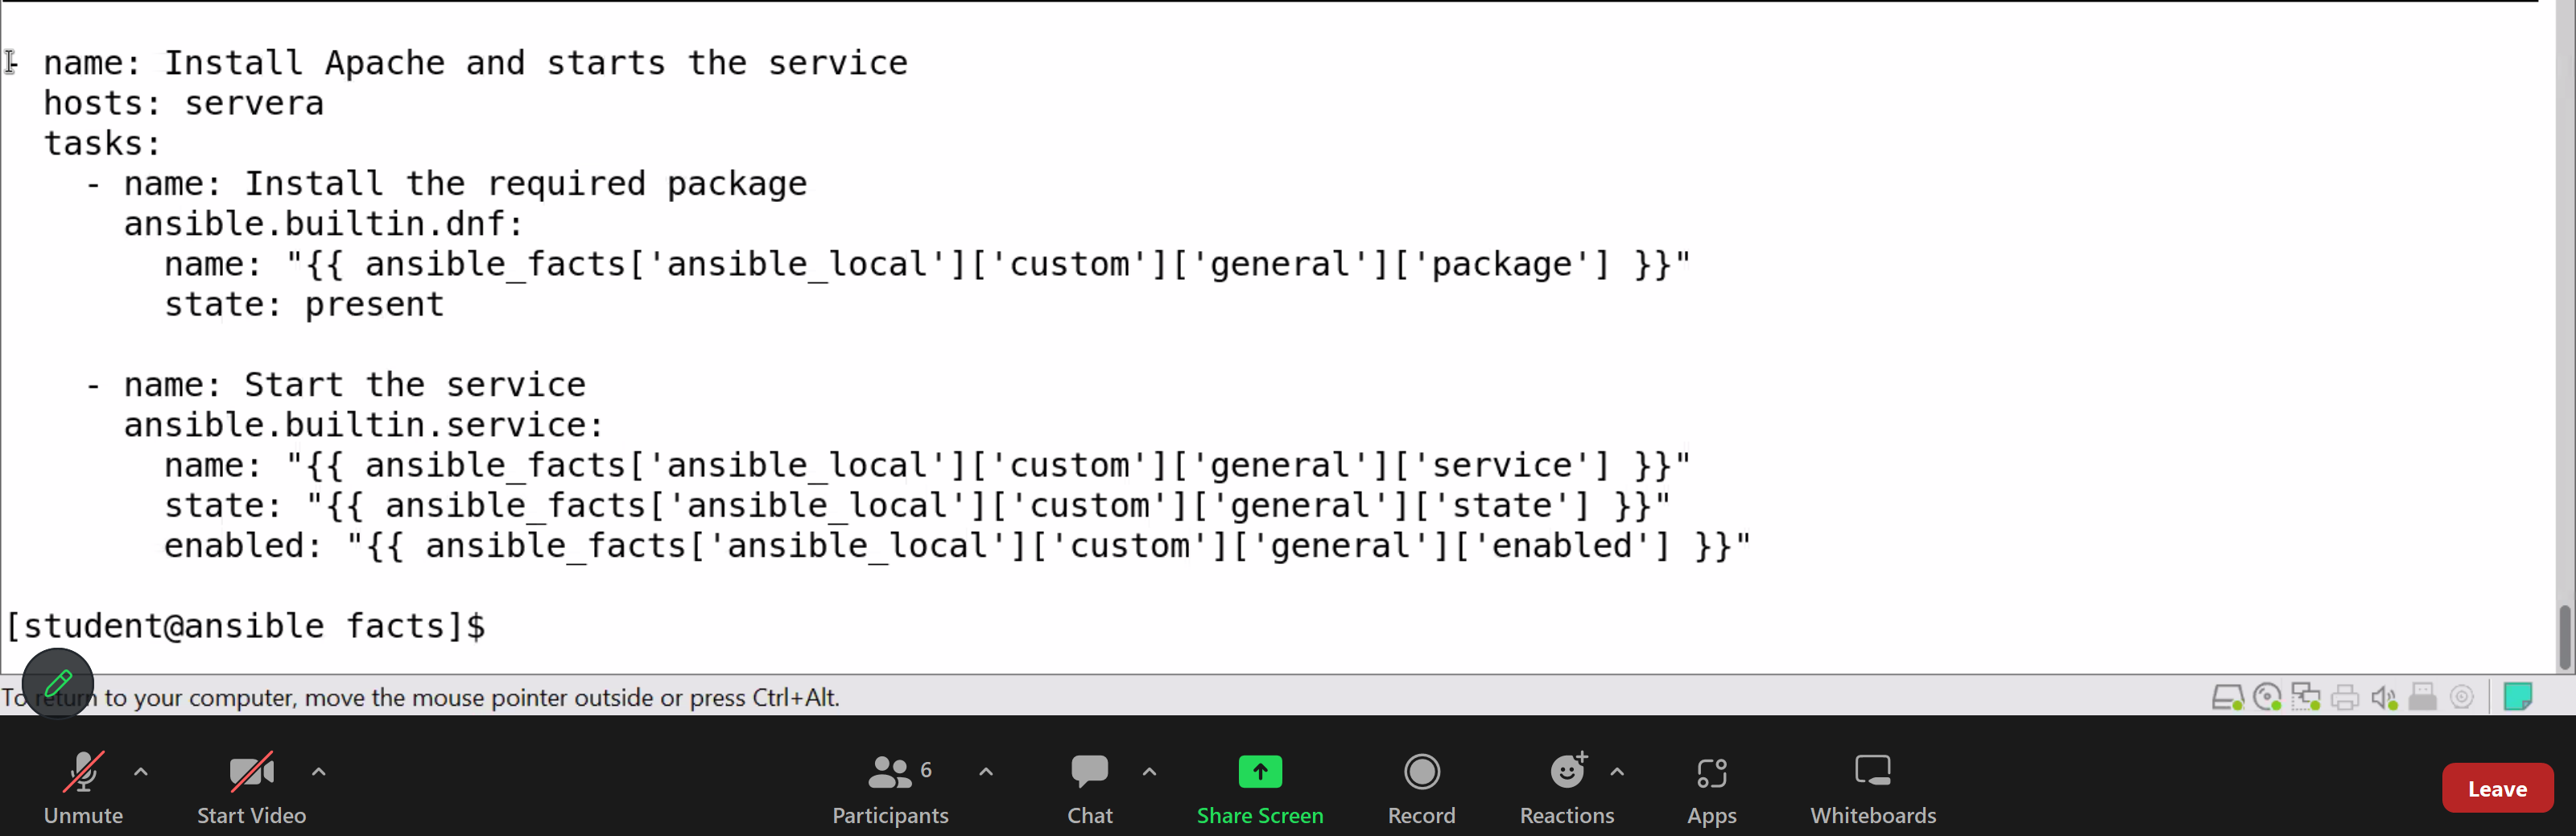 - name: Install Apache and starts the service
  hosts: servera
  tasks:
    - name: Install the required package
      ansible.builtin.dnf:
        name: "{{ ansible_facts['ansible_local']['custom']['general']['package'] }}"
        state: present

    - name: Start the service
      ansible.builtin.service:
        name: "{{ ansible_facts['ansible_local']['custom']['general']['service'] }}"
        state: "{{ ansible_facts['ansible_local']['custom']['general']['state'] }}"
        enabled: "{{ ansible_facts['ansible_local']['custom']['general']['enabled'] }}"

[student@ansible facts]$
To return to your computer, move the mouse pointer outside or press Ctrl+Alt.
6
Unmute Start Video Participants Chat Share Screen Record Reactions Apps Whiteboards Leave